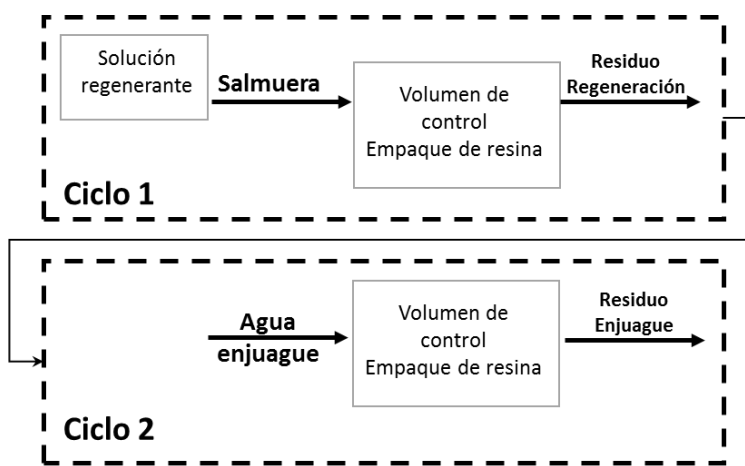 Solución
regenerante
Salmuera
Volumen de
control
Empaque de resina
Residuo
Regeneración
Ciclo 1
Agua
enjuague
Volumen de
control
Empaque de resina
Residuo
Enjuague
Ciclo 2